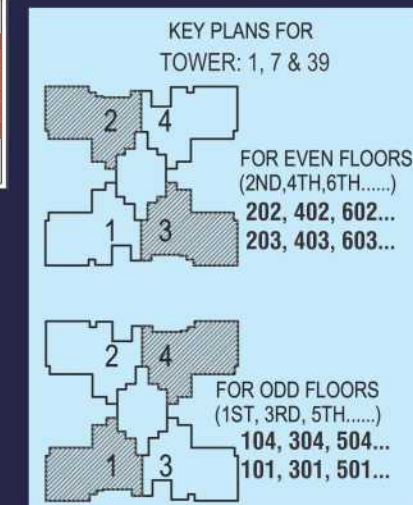 KEY PLANS FOR
TOWER: 1, 7 & 39
2 4
1 3
FOR EVEN FLOORS
(2ND,4TH,6TH......)
202, 402, 602...
203, 403, 603...
2 4
1 3
FOR ODD FLOORS
(1ST, 3RD, 5TH......)
104, 304, 504...
101, 301, 501...